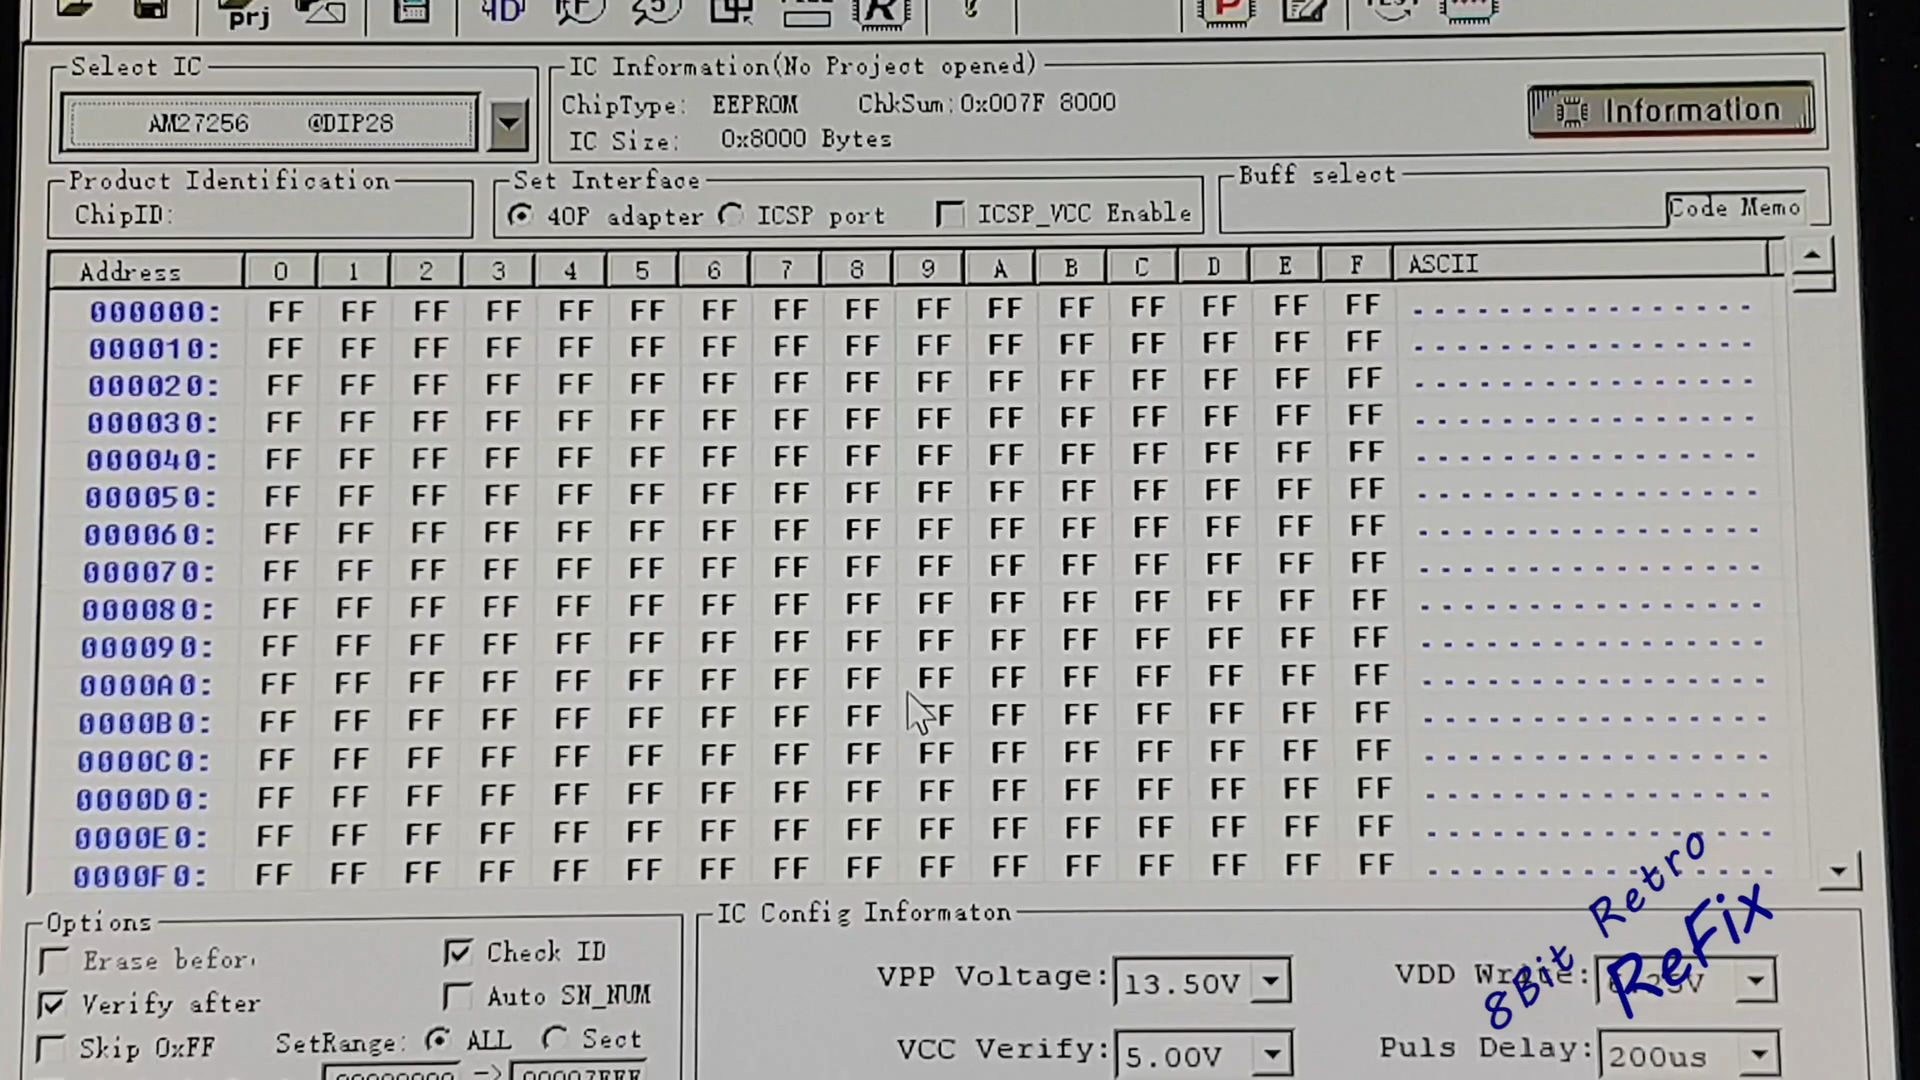 prj
Select IC
IC Information(No Project opened)
AM27256 @DIP28
ChipType: EEPROM ChkSum:0x007F 8000
IC Size: 0x8000 Bytes
Information
Product Identification
ChipID:
Set Interface
40P adapter ICSP port ICSP_VCC Enable
Buff select
Code Memo
Address 0 1 2 3 4 5 6 7 8 9 A B C D E F ASCII
000000: FF FF FF FF FF FF FF FF FF FF FF FF FF FF FF FF ................
000010: FF FF FF FF FF FF FF FF FF FF FF FF FF FF FF FF ................
000020: FF FF FF FF FF FF FF FF FF FF FF FF FF FF FF FF ................
000030: FF FF FF FF FF FF FF FF FF FF FF FF FF FF FF FF ................
000040: FF FF FF FF FF FF FF FF FF FF FF FF FF FF FF FF ................
000050: FF FF FF FF FF FF FF FF FF FF FF FF FF FF FF FF ................
000060: FF FF FF FF FF FF FF FF FF FF FF FF FF FF FF FF ................
000070: FF FF FF FF FF FF FF FF FF FF FF FF FF FF FF FF ................
000080: FF FF FF FF FF FF FF FF FF FF FF FF FF FF FF FF ................
000090: FF FF FF FF FF FF FF FF FF FF FF FF FF FF FF FF ................
0000A0: FF FF FF FF FF FF FF FF FF FF FF FF FF FF FF FF ................
0000B0: FF FF FF FF FF FF FF FF FF FF FF FF FF FF FF FF ................
0000C0: FF FF FF FF FF FF FF FF FF FF FF FF FF FF FF FF ................
0000D0: FF FF FF FF FF FF FF FF FF FF FF FF FF FF FF FF ................
0000E0: FF FF FF FF FF FF FF FF FF FF FF FF FF FF FF FF ................
0000F0: FF FF FF FF FF FF FF FF FF FF FF FF FF FF FF FF ................
Options
Erase befor
Check ID
Verify after
Auto SN_NUM
Skip 0xFF
SetRange: ALL Sect
00000000 -> 00007FFF
IC Config Informaton
VPP Voltage: 13.50V
VDD Write:
VCC Verify: 5.00V
Puls Delay: 200us
8Bit Retro
ReFix